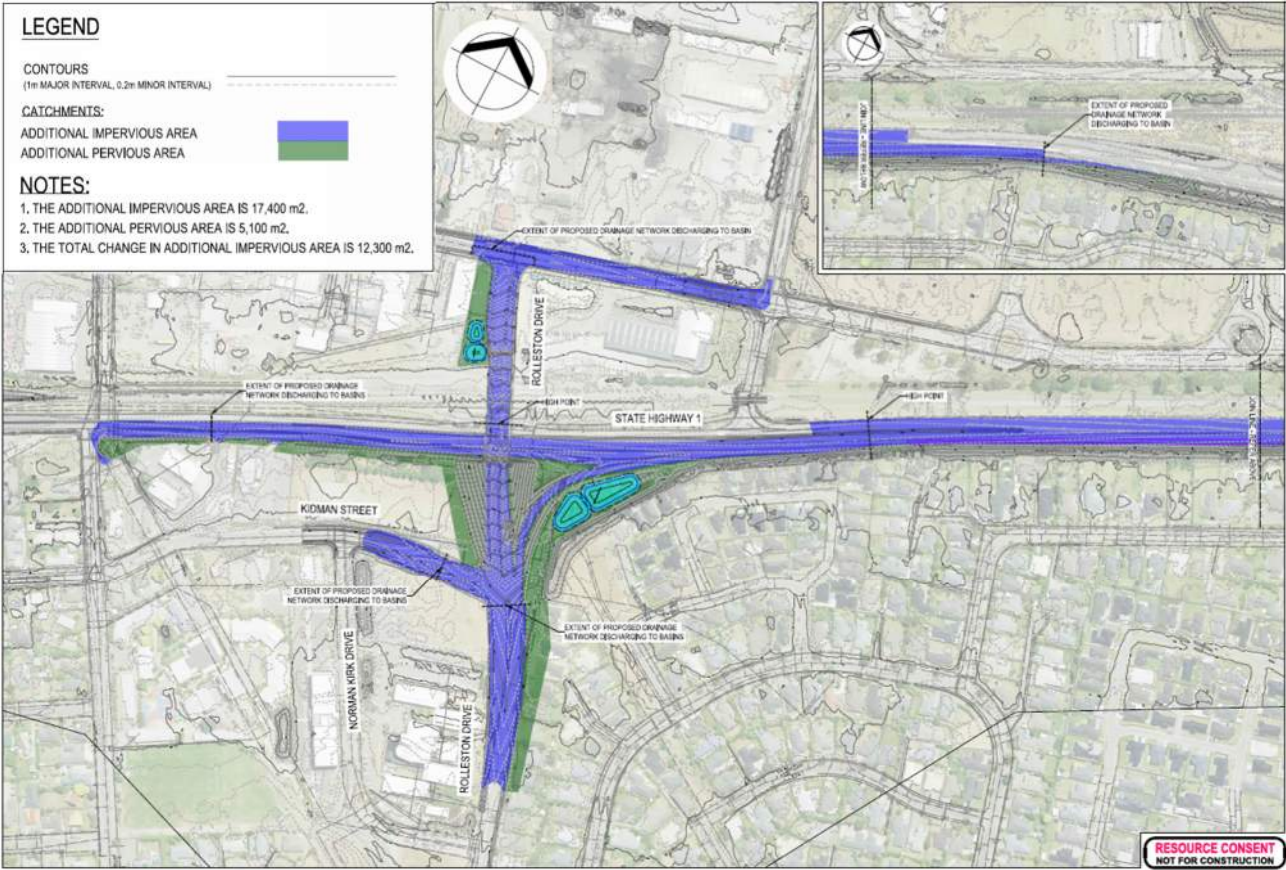 LEGEND
CONTOURS
(1m MAJOR INTERVAL, 0.2m MINOR INTERVAL)
CATCHMENTS:
ADDITIONAL IMPERVIOUS AREA
ADDITIONAL PERVIOUS AREA
NOTES:
1. THE ADDITIONAL IMPERVIOUS AREA IS 17,400 m2.
2. THE ADDITIONAL PERVIOUS AREA IS 5,100 m2.
3. THE TOTAL CHANGE IN ADDITIONAL IMPERVIOUS AREA IS 12,300 m2.
EXTENT OF PROPOSED
DRAINAGE NETWORK
DISCHARGING TO BASIN
EXTENT OF PROPOSED DRAINAGE NETWORK DISCHARGING TO BASIN
ROLLESTON DRIVE
EXTENT OF PROPOSED DRAINAGE
NETWORK DISCHARGING TO BASINS
HIGH POINT
STATE HIGHWAY 1
HIGH POINT
KIDMAN STREET
EXTENT OF PROPOSED DRAINAGE
NETWORK DISCHARGING TO BASINS
EXTENT OF PROPOSED DRAINAGE
NETWORK DISCHARGING TO BASINS
NORMAN KIRK DRIVE
ROLLESTON DRIVE
RESOURCE CONSENT
NOT FOR CONSTRUCTION